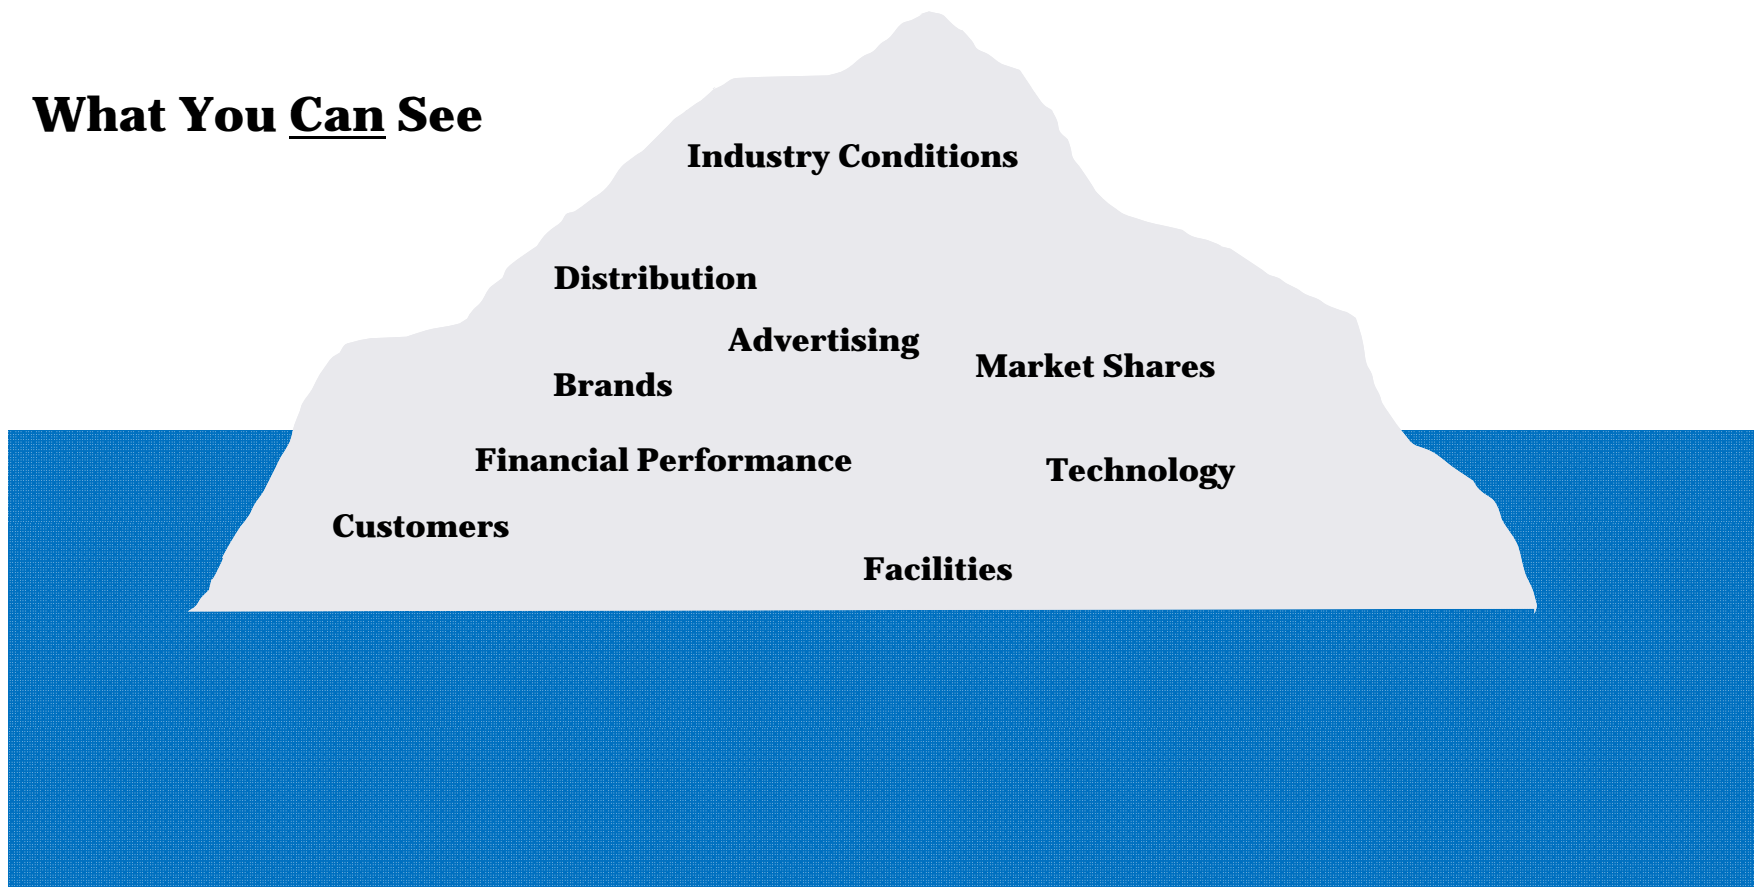 What You Can See
Industry Conditions
Distribution
Advertising
Market Shares
Brands
Financial Performance
Technology
Customers
Facilities